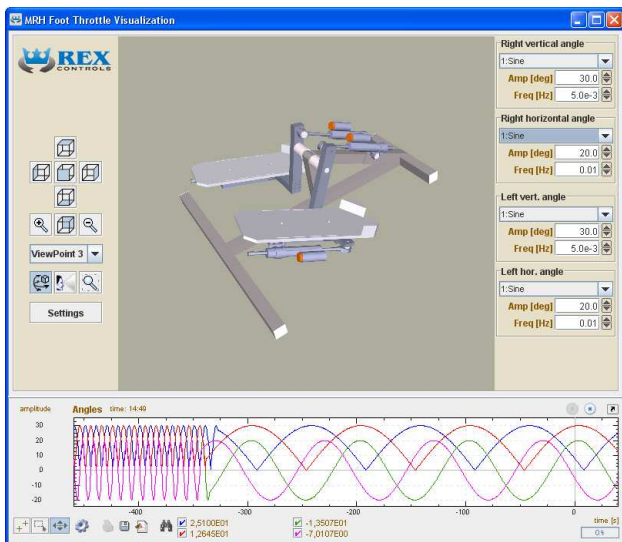 MRH Foot Throttle Visualization
REX
CONTROLS
ViewPoint 3
Settings
Right vertical angle
1:Sine
Amp [deg] 30.0
Freq [Hz] 5.0e-3
Right horizontal angle
1:Sine
Amp [deg] 20.0
Freq [Hz] 0.01
Left vert. angle
1:Sine
Amp [deg] 30.0
Freq [Hz] 5.0e-3
Left hor. angle
1:Sine
Amp [deg] 20.0
Freq [Hz] 0.01
amplitude Angles time: 14:49
30
20
10
0
-10
-20
-400 -300 -200 -100 0
time [s]
2,5100E01 -1,3507E01
1,2645E01 -7,0107E00
0 s